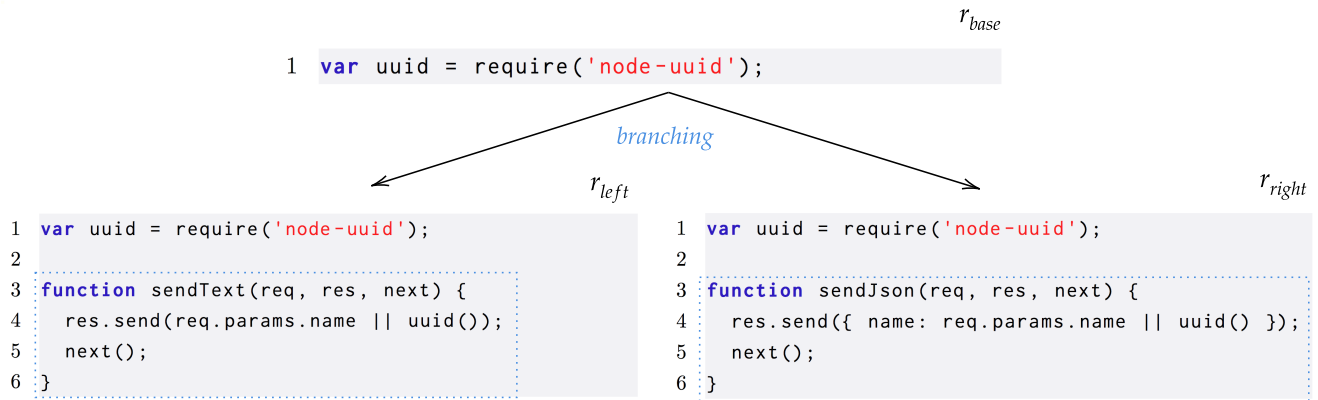 r_base
1 var uuid = require('node-uuid');
branching
r_left
1 var uuid = require('node-uuid');
2
3 function sendText(req, res, next) {
4   res.send(req.params.name || uuid());
5   next();
6 }
r_right
1 var uuid = require('node-uuid');
2
3 function sendJson(req, res, next) {
4   res.send({ name: req.params.name || uuid() });
5   next();
6 }